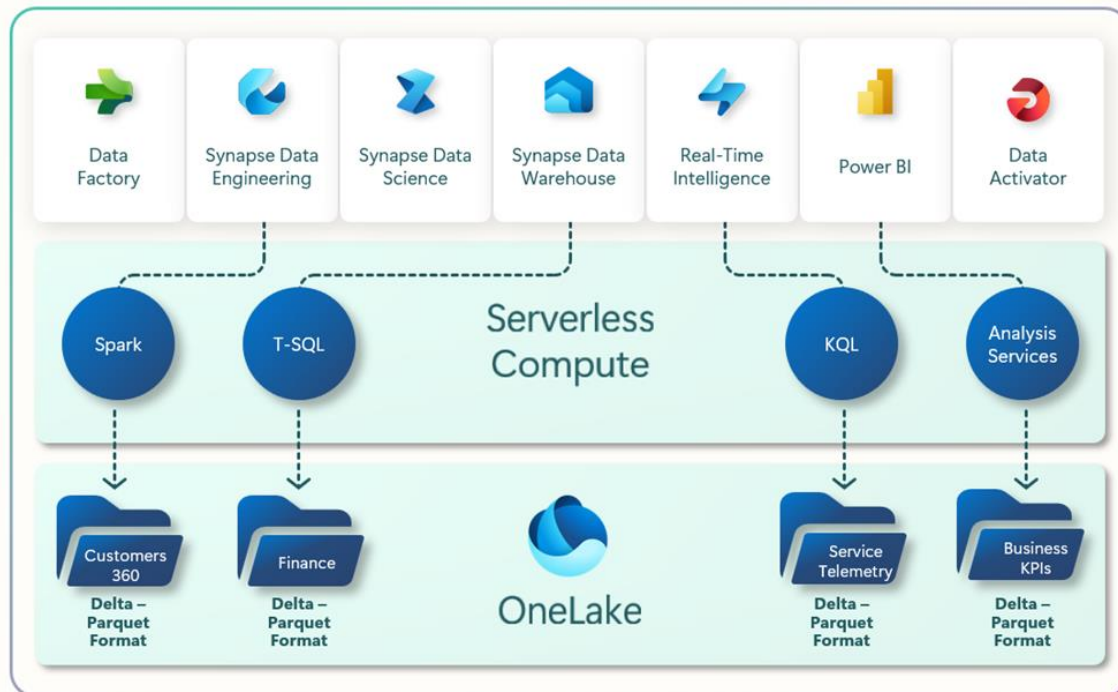 Data
Factory
Synapse Data
Engineering
Synapse Data
Science
Synapse Data
Warehouse
Real-Time
Intelligence
Power BI
Data
Activator
Serverless
Compute
Spark
T-SQL
KQL
Analysis
Services
Customers
360
Finance
Service
Telemetry
Business
KPIs
OneLake
Delta –
Parquet
Format
Delta –
Parquet
Format
Delta –
Parquet
Format
Delta –
Parquet
Format